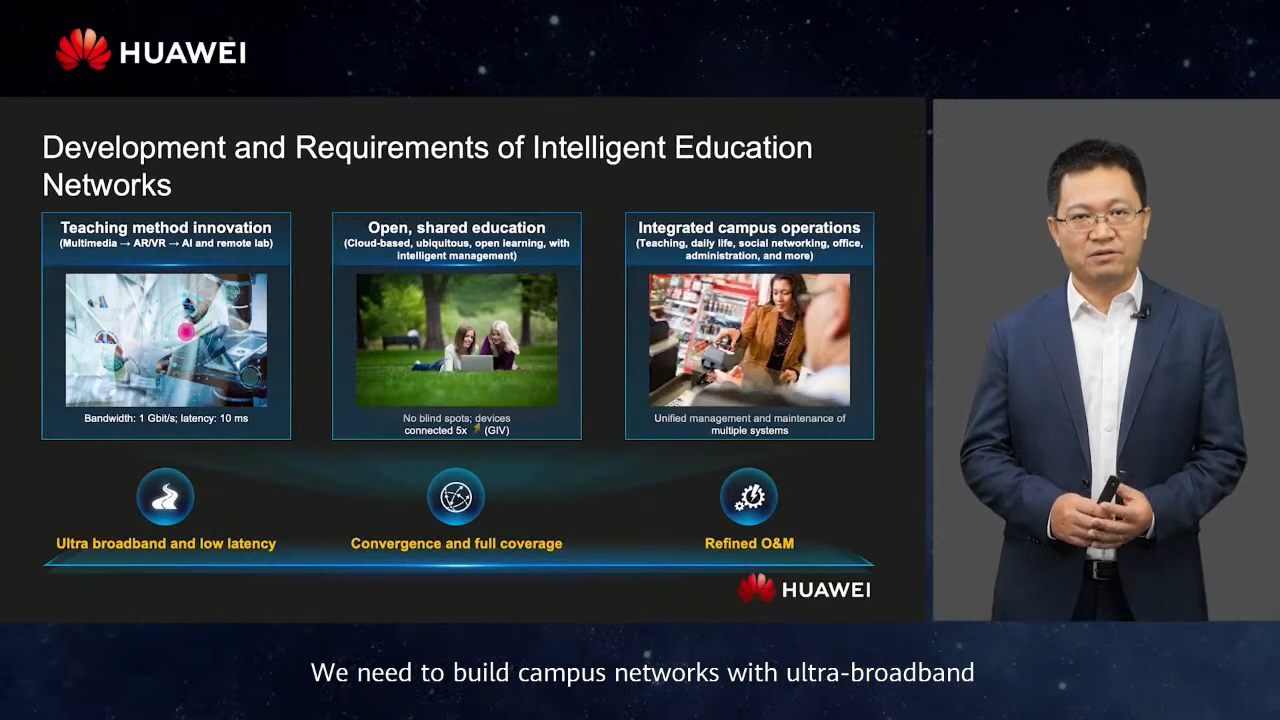 HUAWEI
Development and Requirements of Intelligent Education
Networks
Teaching method innovation
(Multimedia → AR/VR → AI and remote lab)
Bandwidth: 1 Gbit/s; latency: 10 ms
Open, shared education
(Cloud-based, ubiquitous, open learning, with
intelligent management)
No blind spots; devices
connected 5x (GIV)
Integrated campus operations
(Teaching, daily life, social networking, office,
administration, and more)
Unified management and maintenance of
multiple systems
Ultra broadband and low latency
Convergence and full coverage
Refined O&M
HUAWEI
We need to build campus networks with ultra-broadband